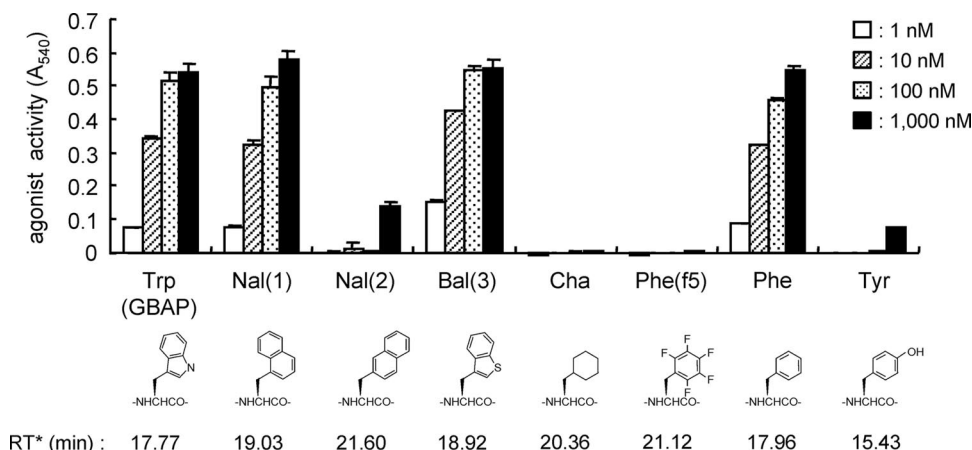 agonist activity (A540)
0.7
0.6
0.5
0.4
0.3
0.2
0.1
0
: 1 nM
: 10 nM
: 100 nM
: 1,000 nM
Trp Nal(1) Nal(2) Bal(3) Cha Phe(f5) Phe Tyr
(GBAP)
N S F F F F F OH
-NHCHCO- -NHCHCO- -NHCHCO- -NHCHCO- -NHCHCO- -NHCHCO- -NHCHCO- -NHCHCO-
RT* (min) : 17.77 19.03 21.60 18.92 20.36 21.12 17.96 15.43